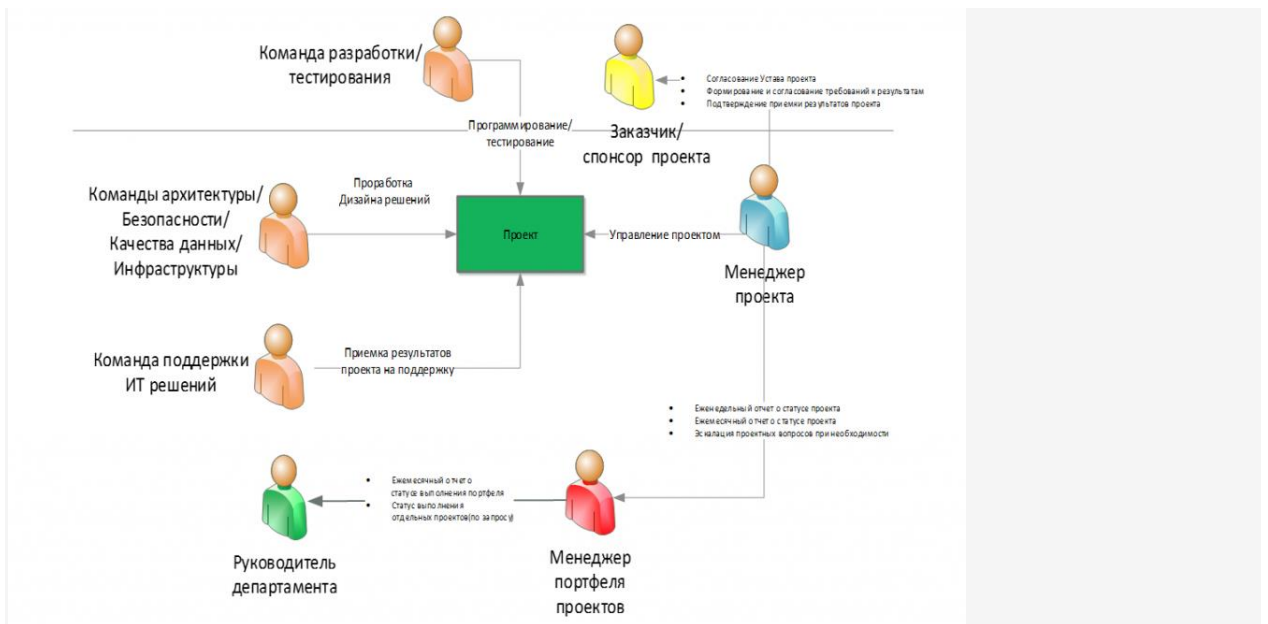 Команда разработки/
тестирования
Согласование Устава проекта
Формирование и согласование требований к результатам
Подтверждение приемки результатов проекта
Программирование/
тестирование
Заказчик/
спонсор проекта
Команды архитектуры/
Безопасности/
Качества данных/
Инфраструктуры
Проработка
Дизайна решений
Проект
Управление проектом
Менеджер
проекта
Команда поддержки
ИТ решений
Приемка результатов
проекта на поддержку
Еженедельный отчет о статусе проекта
Ежемесячный отчет о статусе проекта
Эскалация проектных вопросов при необходимости
Ежемесячный отчет о
статусе выполнения портфеля
Статус выполнения
отдельных проектов(по запросу)
Руководитель
департамента
Менеджер
портфеля
проектов